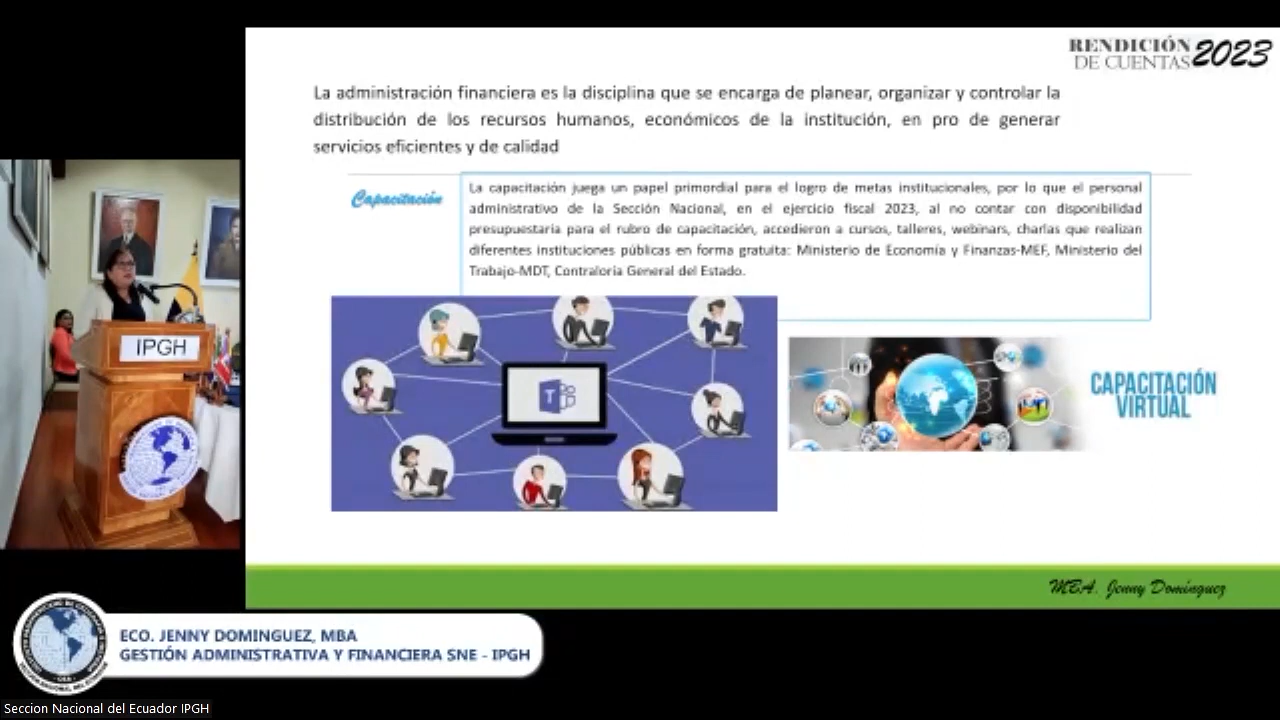 RENDICIÓN
DE CUENTAS 2023
La administración financiera es la disciplina que se encarga de planear, organizar y controlar la
distribución de los recursos humanos, económicos de la institución, en pro de generar
servicios eficientes y de calidad
Capacitación
La capacitación juega un papel primordial para el logro de metas institucionales, por lo que el personal
administrativo de la Sección Nacional, en el ejercicio fiscal 2023, al no contar con disponibilidad
presupuestaria para el rubro de capacitación, accedieron a cursos, talleres, webinars, charlas que realizan
diferentes instituciones públicas en forma gratuita: Ministerio de Economía y Finanzas-MEF, Ministerio del
Trabajo-MDT, Contraloría General del Estado.
IPGH
T
CAPACITACIÓN
VIRTUAL
MBA. Jenny Domínguez
ECO. JENNY DOMINGUEZ, MBA
GESTIÓN ADMINISTRATIVA Y FINANCIERA SNE - IPGH
Seccion Nacional del Ecuador IPGH